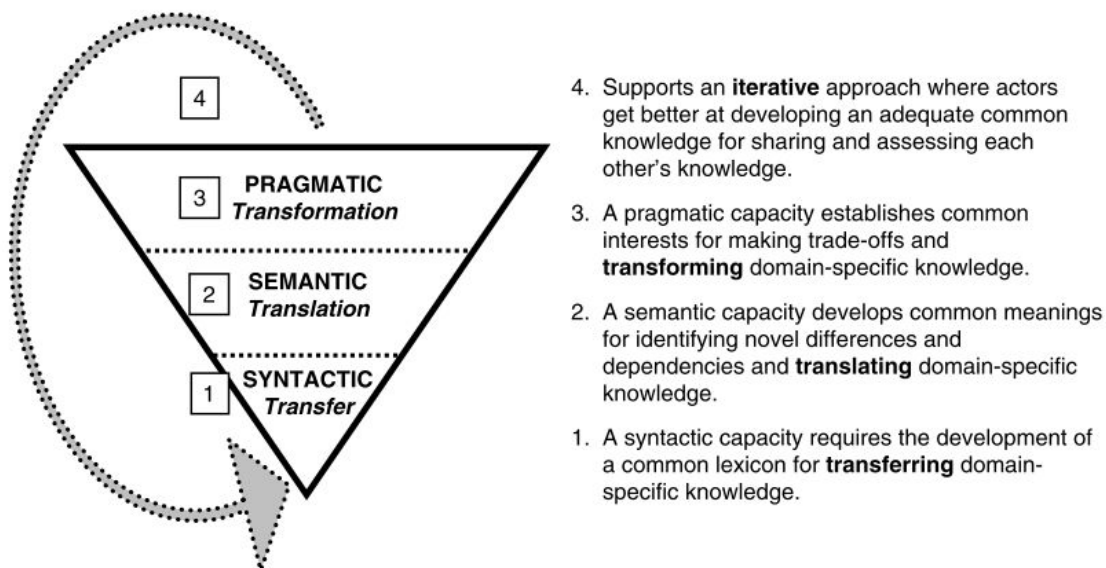 4
3
PRAGMATIC
Transformation
2
SEMANTIC
Translation
1
SYNTACTIC
Transfer
4. Supports an iterative approach where actors
get better at developing an adequate common
knowledge for sharing and assessing each
other's knowledge.
3. A pragmatic capacity establishes common
interests for making trade-offs and
transforming domain-specific knowledge.
2. A semantic capacity develops common meanings
for identifying novel differences and
dependencies and translating domain-specific
knowledge.
1. A syntactic capacity requires the development of
a common lexicon for transferring domain-
specific knowledge.